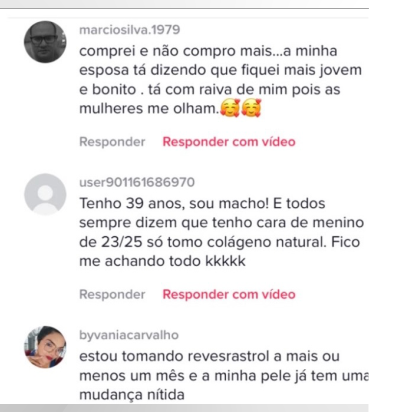 marciosilva.1979
comprei e não compro mais...a minha
esposa tá dizendo que fiquei mais jovem
e bonito . tá com raiva de mim pois as
mulheres me olham.🥰🥰
Responder Responder com vídeo
user901161686970
Tenho 39 anos, sou macho! E todos
sempre dizem que tenho cara de menino
de 23/25 só tomo colágeno natural. Fico
me achando todo kkkkk
Responder Responder com vídeo
byvaniacarvalho
estou tomando revesrastrol a mais ou
menos um mês e a minha pele já tem uma
mudança nítida